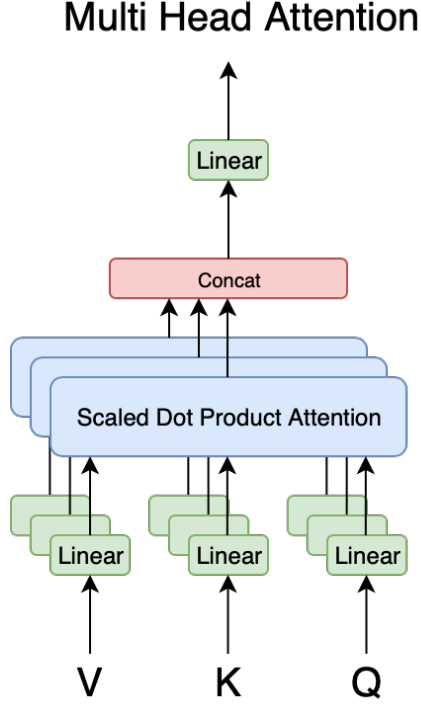 Multi Head Attention
Linear
Concat
Scaled Dot Product Attention
Linear Linear Linear
V K Q